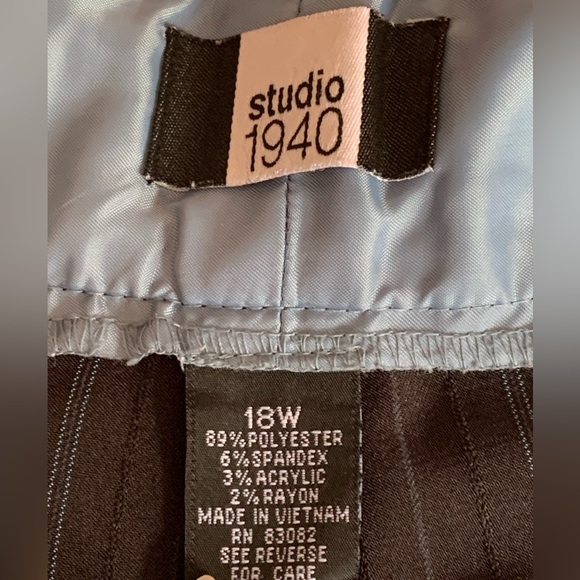 studio
1940
18W
89% POLYESTER
6% SPANDEX
3% ACRYLIC
2% RAYON
MADE IN VIETNAM
RN 83082
SEE REVERSE
FOR CARE